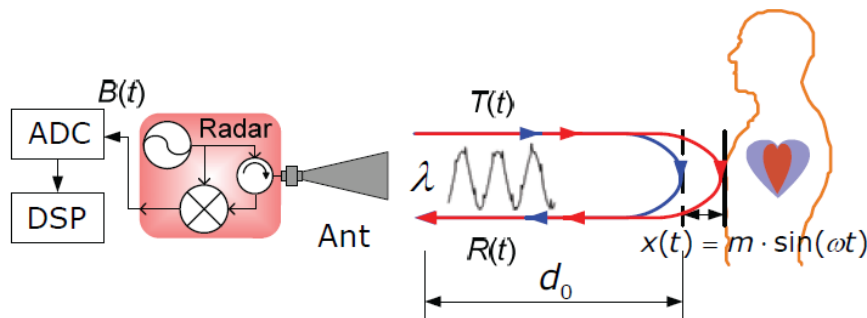 B(t)
ADC
Radar
DSP
Ant
T(t)
λ
R(t)
x(t) = m · sin(ωt)
d₀